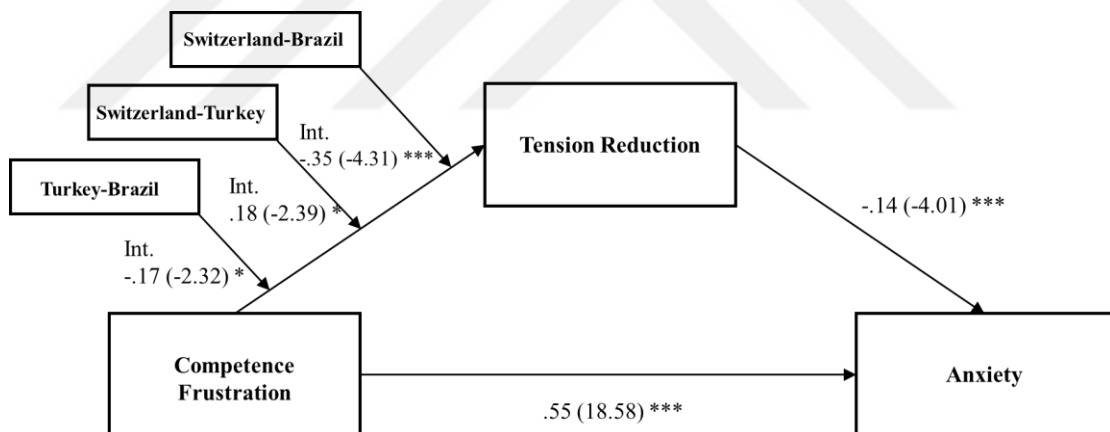 Switzerland-Brazil
Switzerland-Turkey
Int.
-.35 (-4.31) ***
Tension Reduction
Turkey-Brazil
Int.
.18 (-2.39) *
-.14 (-4.01) ***
Int.
-.17 (-2.32) *
Competence
Frustration
Anxiety
.55 (18.58) ***